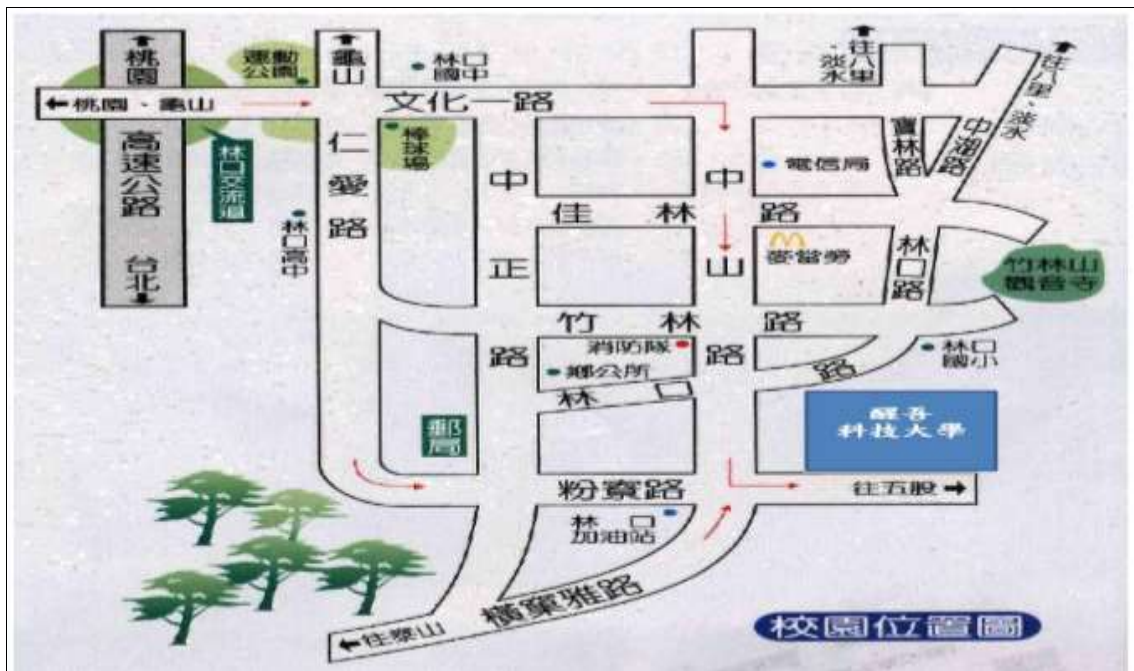 桃園
運動
公園
龜山
林口
國中
往八里
、淡水
往八里、淡水
←桃園、龜山
文化一路
高速公路
林口交流道
仁愛路
棒球場
中正路
中山路
電信局
寶林路
中湖路
林口高中
佳林路
麥當勞
林口路
竹林山
觀音寺
台北
竹林路
消防隊
鄉公所
林口路
林口
國小
醒吾
科技大學
郵局
粉寮路
往五股→
林口
加油站
橫窠雅路
←往泰山
校園位置圖